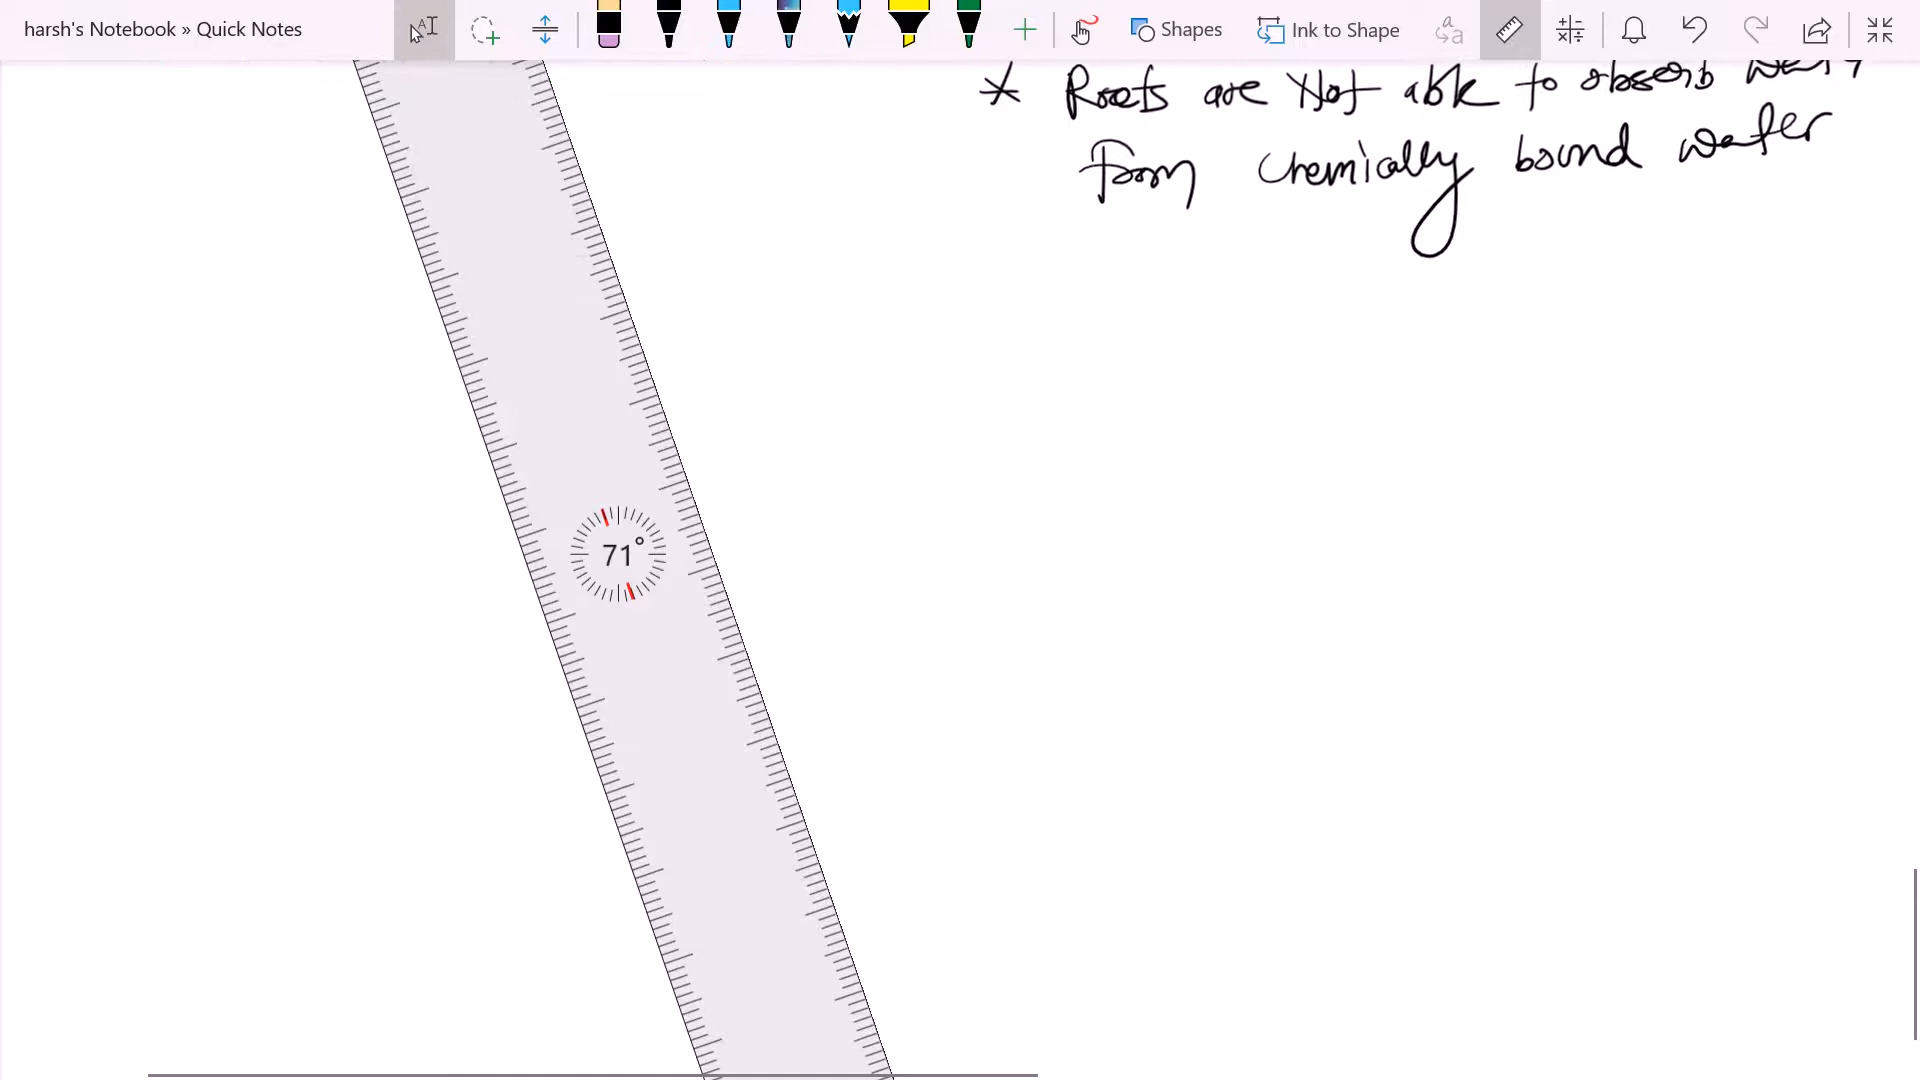 harsh's Notebook » Quick Notes
Shapes
Ink to Shape
* Roots are Not able to absorb
from chemically bound water
71°